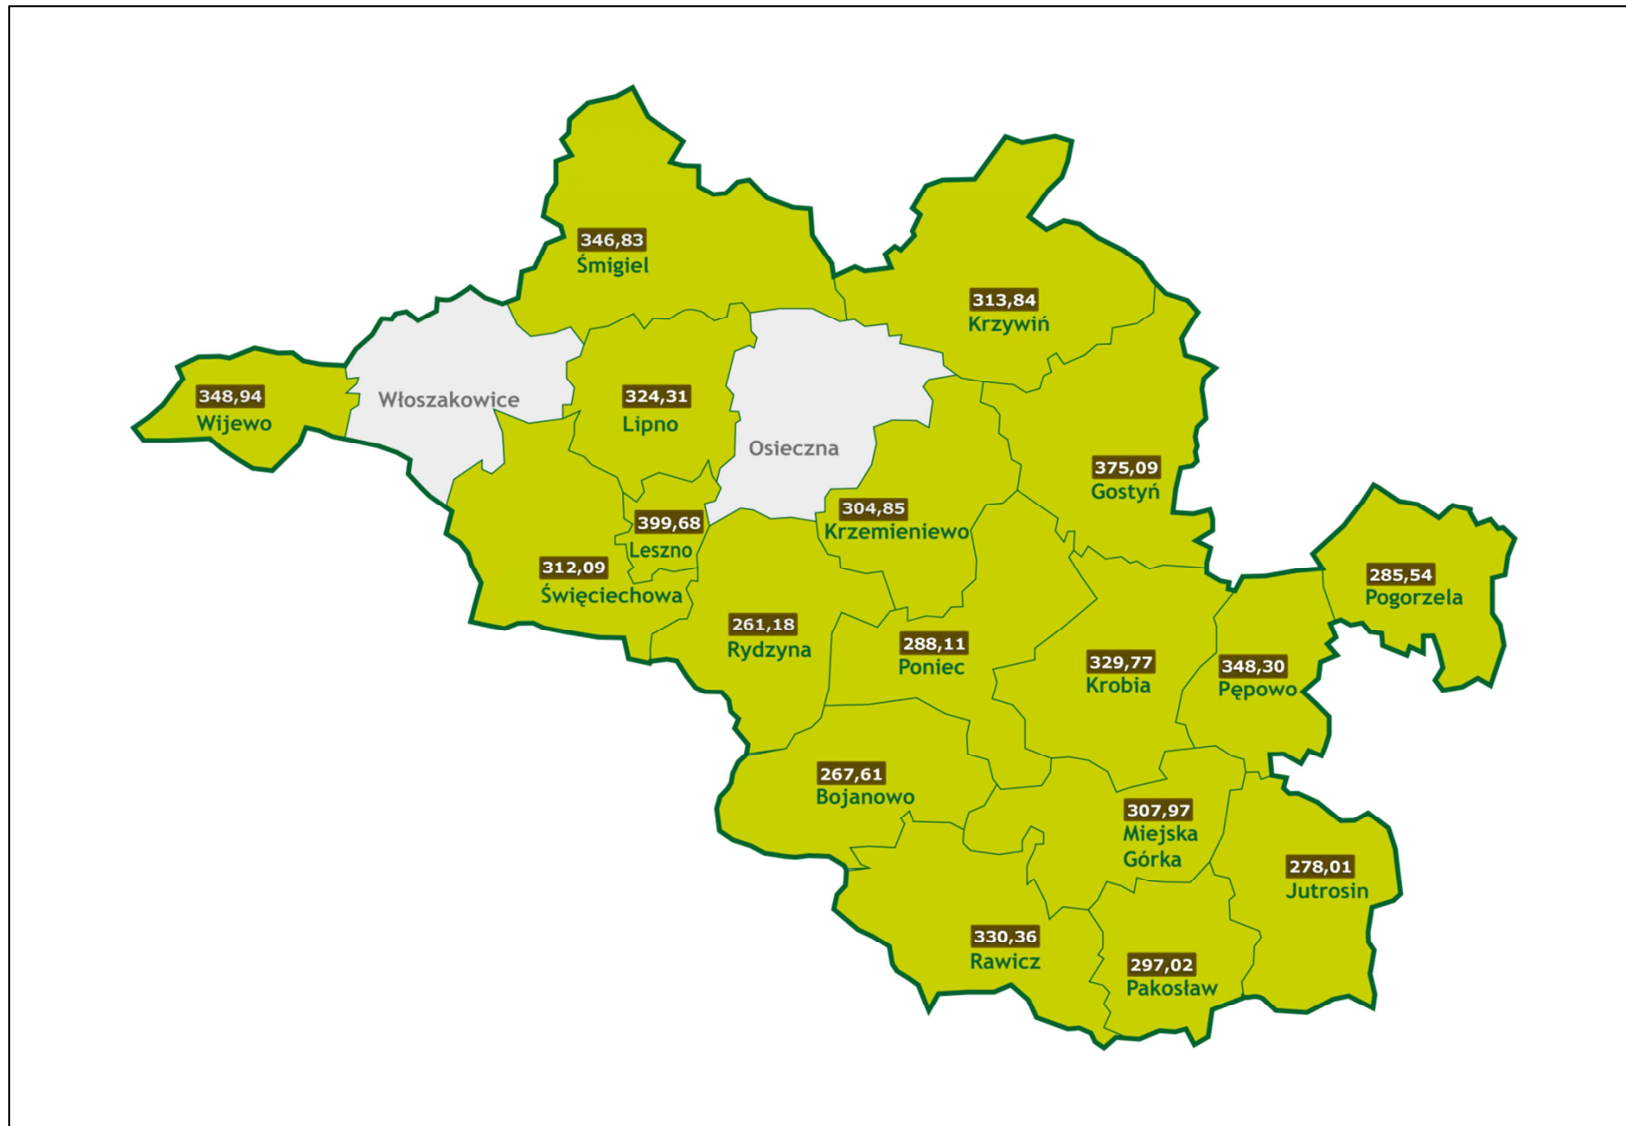 346,83
Śmigiel
313,84
Krzywiń
348,94
Wijewo
Włoszakowice
324,31
Lipno
Osieczna
375,09
Gostyń
399,68
Leszno
304,85
Krzemieniewo
312,09
Święciechowa
285,54
Pogorzela
261,18
Rydzyna
288,11
Poniec
329,77
Krobia
348,30
Pępowo
267,61
Bojanowo
307,97
Miejska
Górka
278,01
Jutrosin
330,36
Rawicz
297,02
Pakosław